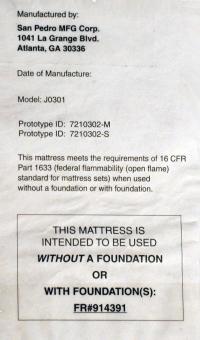 Manufactured by:
San Pedro MFG Corp.
1041 La Grange Blvd.
Atlanta, GA 30336
Date of Manufacture:
Model: J0301
Prototype ID: 7210302-M
Prototype ID: 7210302-S
This mattress meets the requirements of 16 CFR
Part 1633 (federal flammability (open flame)
standard for mattress sets) when used
without a foundation or with foundation.
THIS MATTRESS IS
INTENDED TO BE USED
WITHOUT A FOUNDATION
OR
WITH FOUNDATION(S):
FR#914391